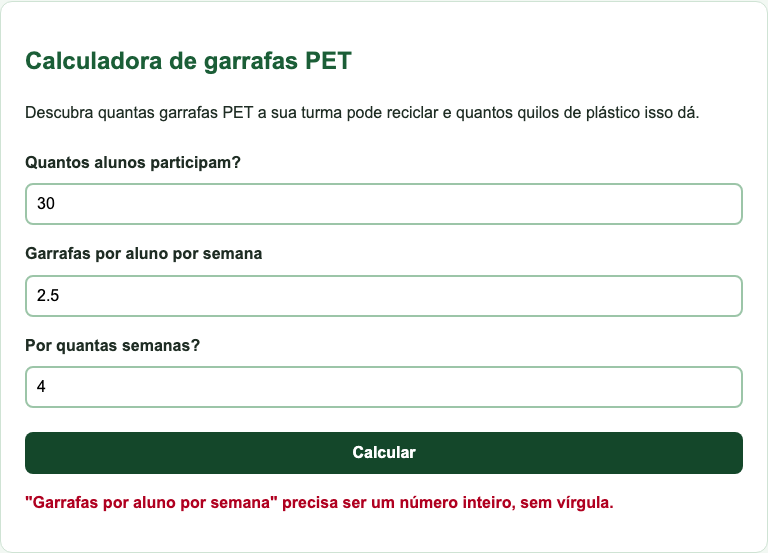 Calculadora de garrafas PET
Descubra quantas garrafas PET a sua turma pode reciclar e quantos quilos de plástico isso dá.
Quantos alunos participam?
30
Garrafas por aluno por semana
2.5
Por quantas semanas?
4
Calcular
"Garrafas por aluno por semana" precisa ser um número inteiro, sem vírgula.